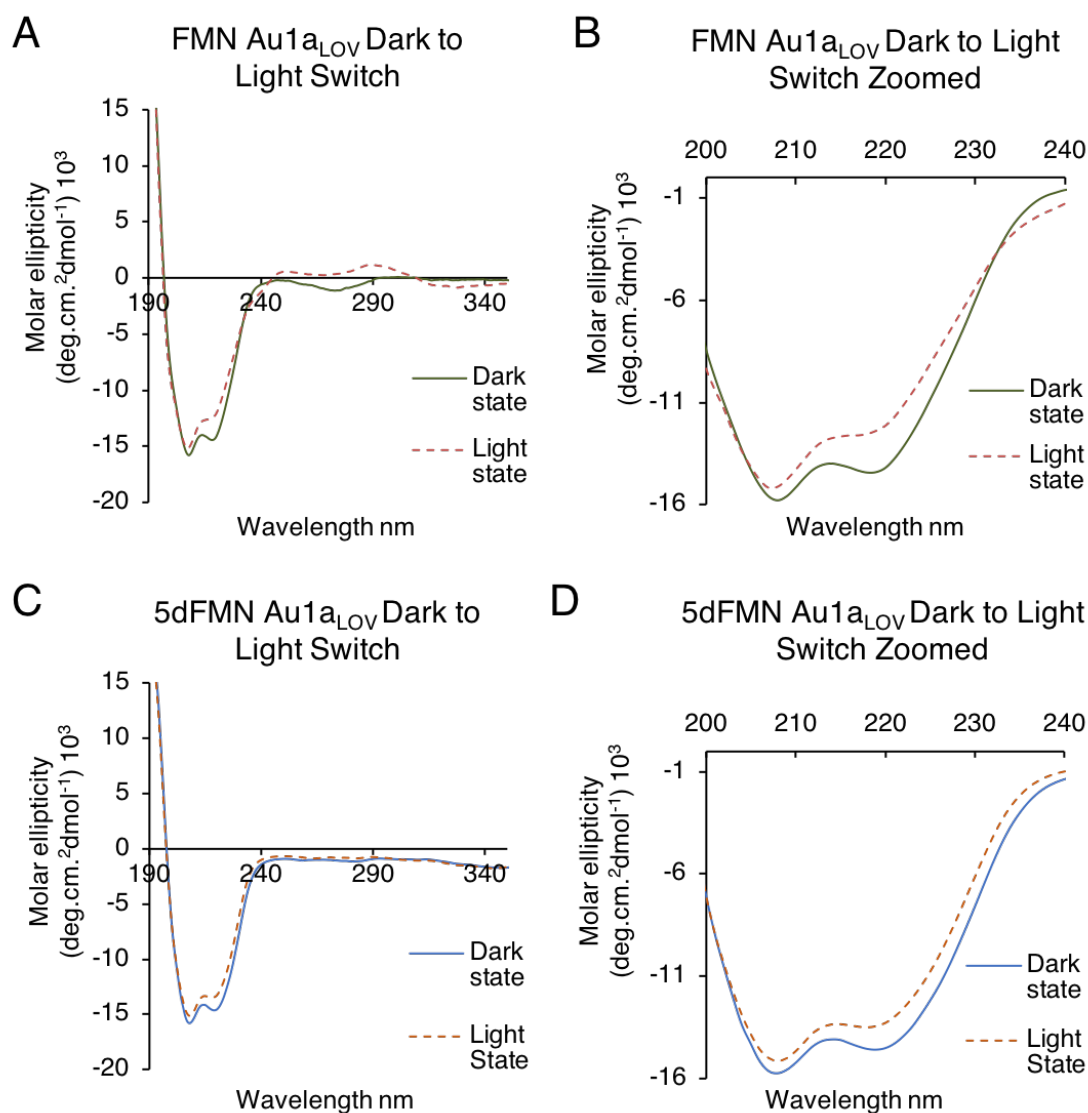 A
FMN Au1aLOV Dark to
Light Switch
15
10
5
0
-5
-10
-15
-20
190
240
290
340
Molar ellipticity
(deg.cm.²dmol⁻¹) 10³
Dark
state
Light
state
Wavelength nm
B
FMN Au1aLOV Dark to Light
Switch Zoomed
200
210
220
230
240
-1
-6
-11
-16
Molar ellipticity
(deg.cm.²dmol⁻¹) 10³
Dark
state
Light
state
Wavelength nm
C
5dFMN Au1aLOV Dark to
Light Switch
15
10
5
0
-5
-10
-15
-20
190
240
290
340
Molar ellipticity
(deg.cm.²dmol⁻¹) 10³
Dark
state
Light
State
Wavelength nm
D
5dFMN Au1aLOV Dark to Light
Switch Zoomed
200
210
220
230
240
-1
-6
-11
-16
Molar ellipticity
(deg.cm.²dmol⁻¹) 10³
Dark
state
Light
State
Wavelength nm